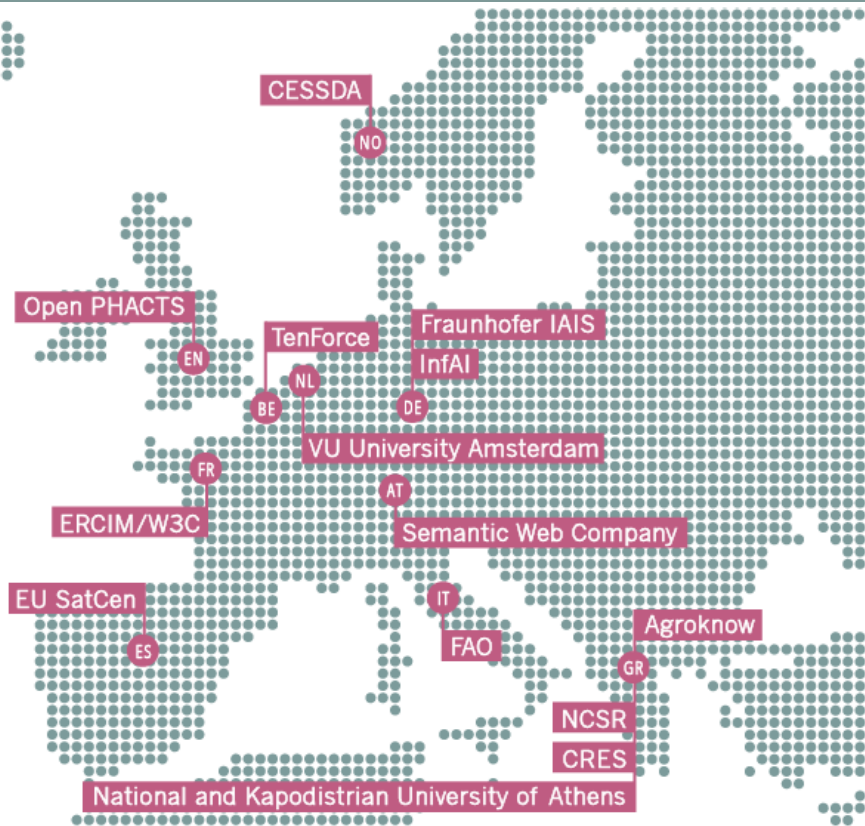 CESSDA
NO
Open PHACTS
EN
TenForce
BE
NL
VU University Amsterdam
Fraunhofer IAIS
InfAI
DE
FR
ERCIM/W3C
AT
Semantic Web Company
EU SatCen
ES
IT
FAO
Agroknow
GR
NCSR
CRES
National and Kapodistrian University of Athens